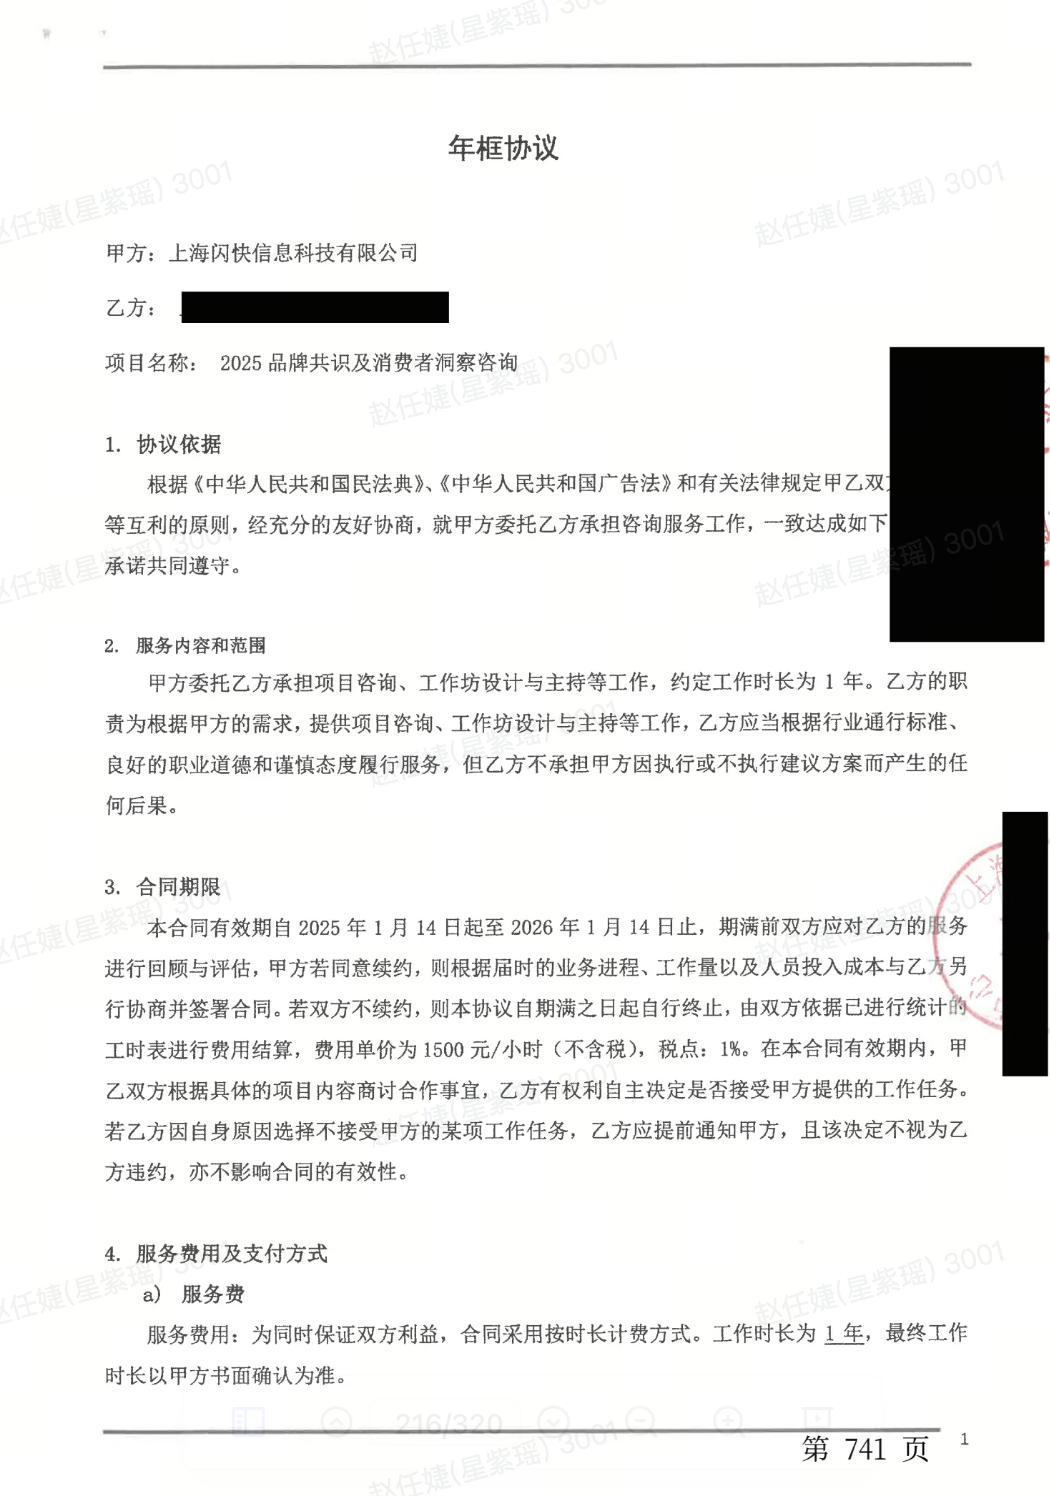 年框协议
甲方：上海闪快信息科技有限公司
乙方：
项目名称： 2025 品牌共识及消费者洞察咨询
1. 协议依据
根据《中华人民共和国民法典》、《中华人民共和国广告法》和有关法律规定甲乙双
等互利的原则，经充分的友好协商，就甲方委托乙方承担咨询服务工作，一致达成如下
承诺共同遵守。
2. 服务内容和范围
甲方委托乙方承担项目咨询、工作坊设计与主持等工作，约定工作时长为 1 年。乙方的职
责为根据甲方的需求，提供项目咨询、工作坊设计与主持等工作，乙方应当根据行业通行标准、
良好的职业道德和谨慎态度履行服务，但乙方不承担甲方因执行或不执行建议方案而产生的任
何后果。
3. 合同期限
本合同有效期自 2025 年 1 月 14 日起至 2026 年 1 月 14 日止，期满前双方应对乙方的服务
进行回顾与评估，甲方若同意续约，则根据届时的业务进程、工作量以及人员投入成本与乙方另
行协商并签署合同。若双方不续约，则本协议自期满之日起自行终止，由双方依据已进行统计的
工时表进行费用结算，费用单价为 1500 元/小时（不含税），税点：1%。在本合同有效期内，甲
乙双方根据具体的项目内容商讨合作事宜，乙方有权利自主决定是否接受甲方提供的工作任务。
若乙方因自身原因选择不接受甲方的某项工作任务，乙方应提前通知甲方，且该决定不视为乙
方违约，亦不影响合同的有效性。
4. 服务费用及支付方式
a) 服务费
服务费用：为同时保证双方利益，合同采用按时长计费方式。工作时长为 1 年，最终工作
时长以甲方书面确认为准。
216/320
第 741 页
1
赵任婕(星紫瑶) 3001
赵任婕(星紫瑶) 3001
赵任婕(星紫瑶) 3001
赵任婕(星紫瑶) 3001
赵任婕(星紫瑶) 3001
赵任婕(星紫瑶) 3001